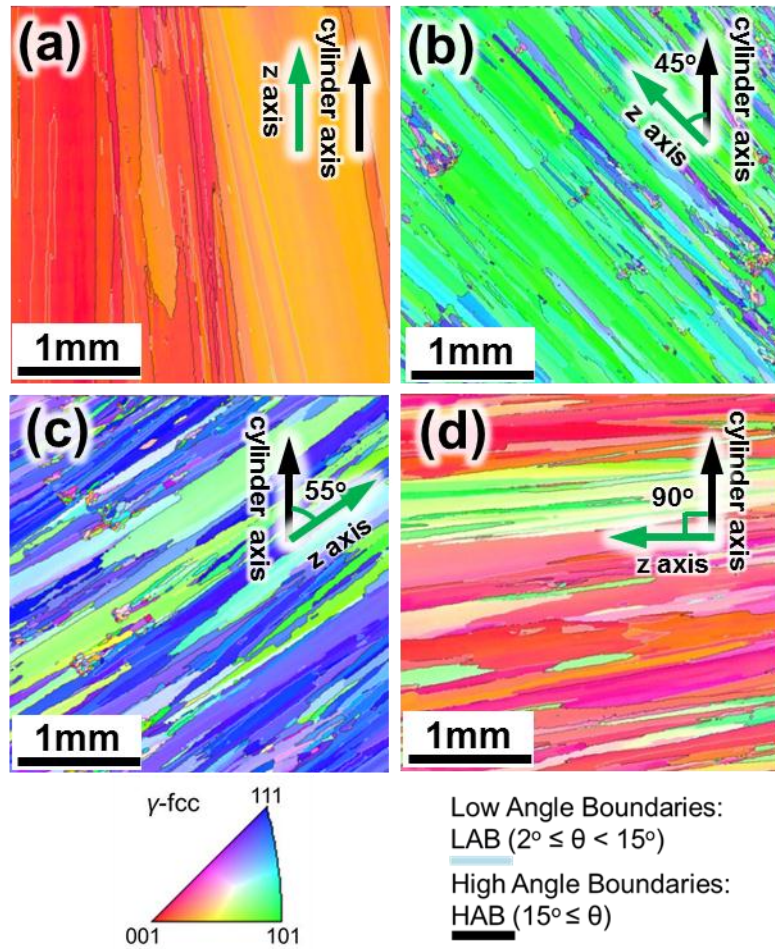 (a)
cylinder axis
z axis
1mm
(b)
45°
cylinder axis
z axis
1mm
(c)
cylinder axis
55°
z axis
1mm
(d)
cylinder axis
90°
z axis
1mm
γ-fcc
111
001
101
Low Angle Boundaries:
LAB (2° ≤ θ < 15°)
High Angle Boundaries:
HAB (15° ≤ θ)